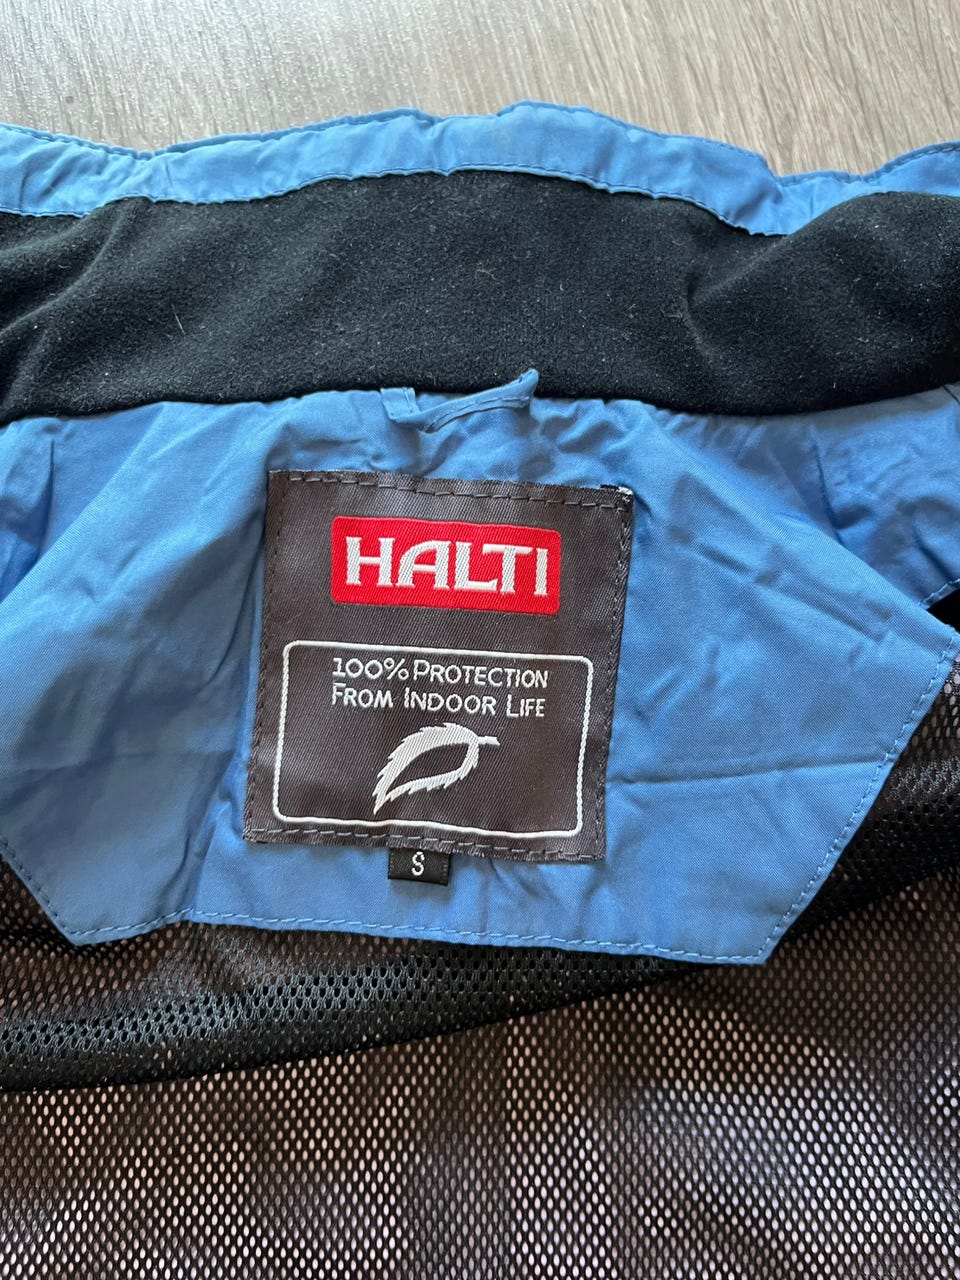 HALTI
100% PROTECTION
FROM INDOOR LIFE
S